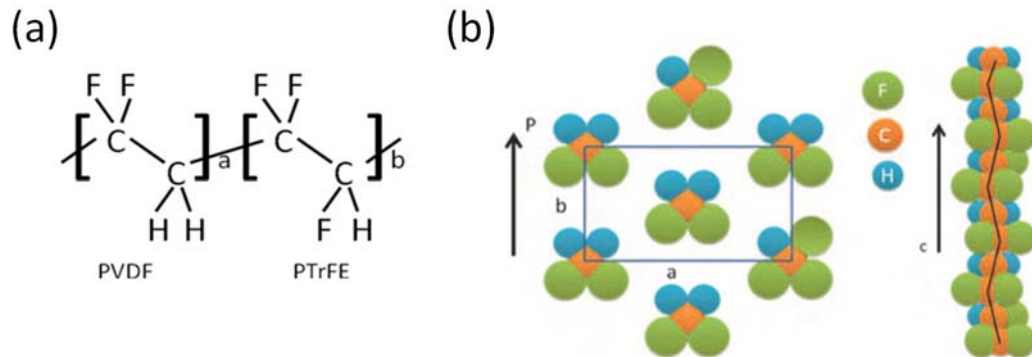 (a)
F F F F
C C
[ ]a [ ]b
C C
H H F H
PVDF PTrFE
(b)
P
b
a
F
C
H
c